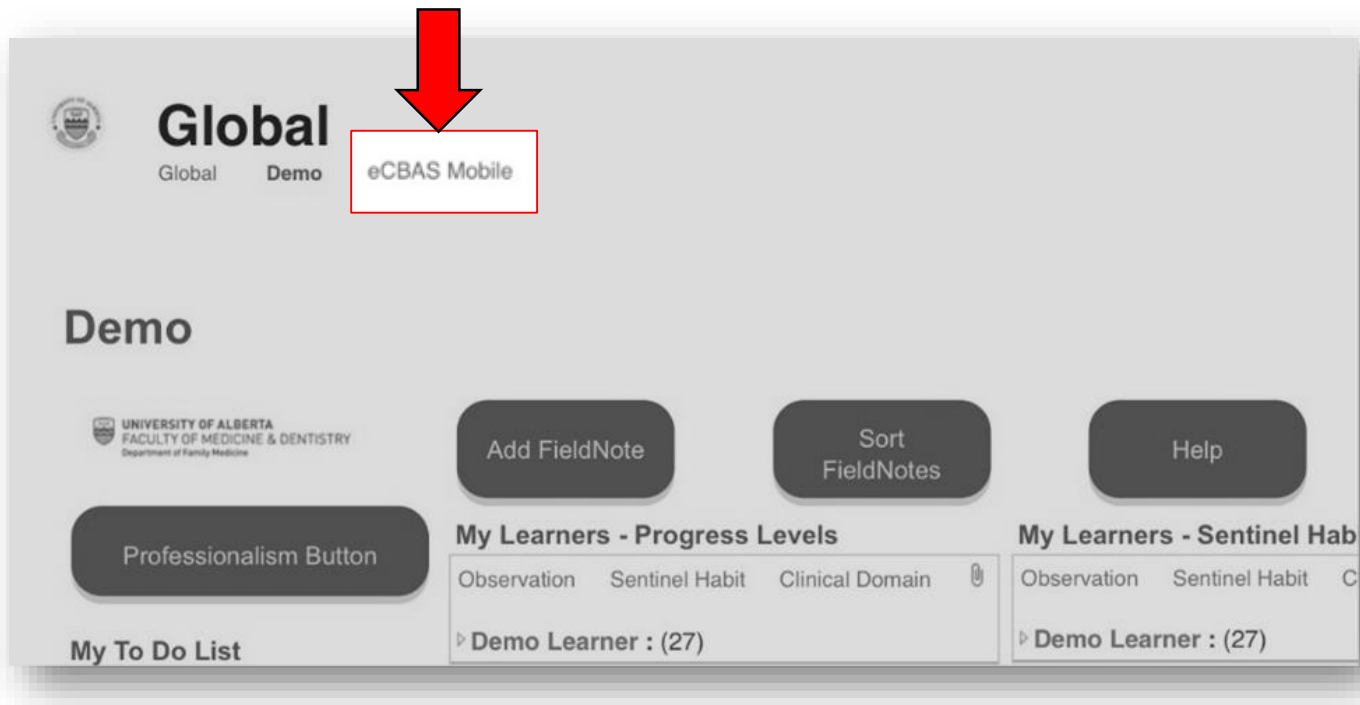 Global
Global Demo eCBAS Mobile
Demo
UNIVERSITY OF ALBERTA
FACULTY OF MEDICINE & DENTISTRY
Department of Family Medicine
Add FieldNote
Sort
FieldNotes
Help
Professionalism Button
My Learners - Progress Levels
Observation Sentinel Habit Clinical Domain
Demo Learner : (27)
My Learners - Sentinel Hab
Observation Sentinel Habit C
Demo Learner : (27)
My To Do List